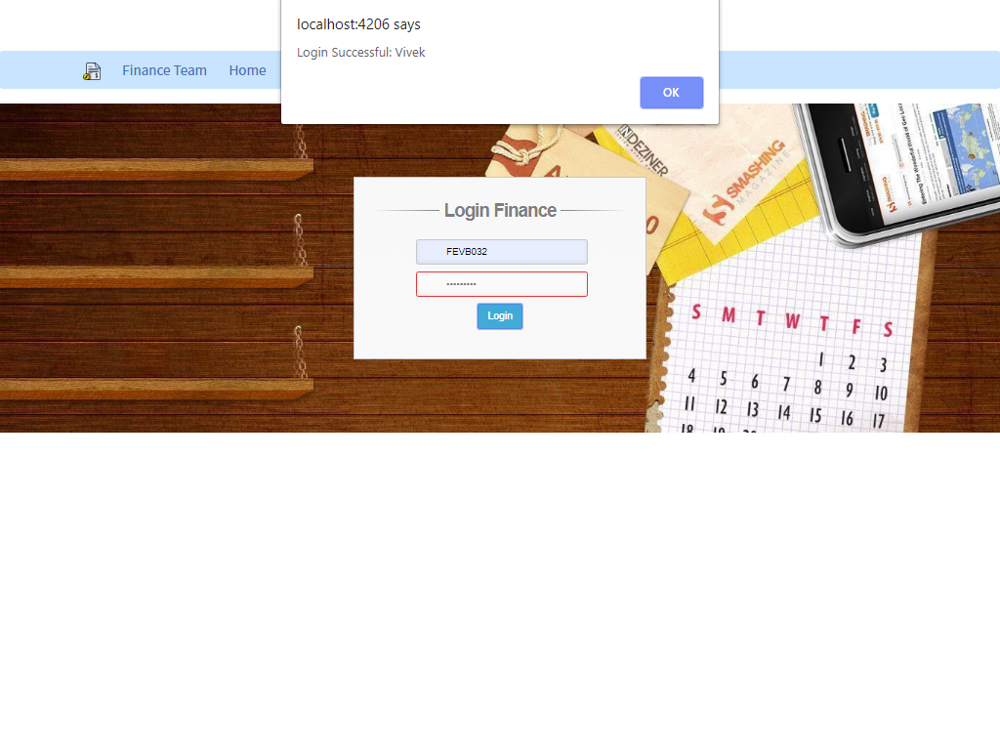 localhost:4206 says
Login Successful: Vivek
OK
Finance Team Home
INDEZINER
SMASHING
MAGAZINE
Login Finance
FEVB032
---------
Login
S M T W T F S
1 2 3
4 5 6 7 8 9 10
11 12 13 14 15 16 17
18 19